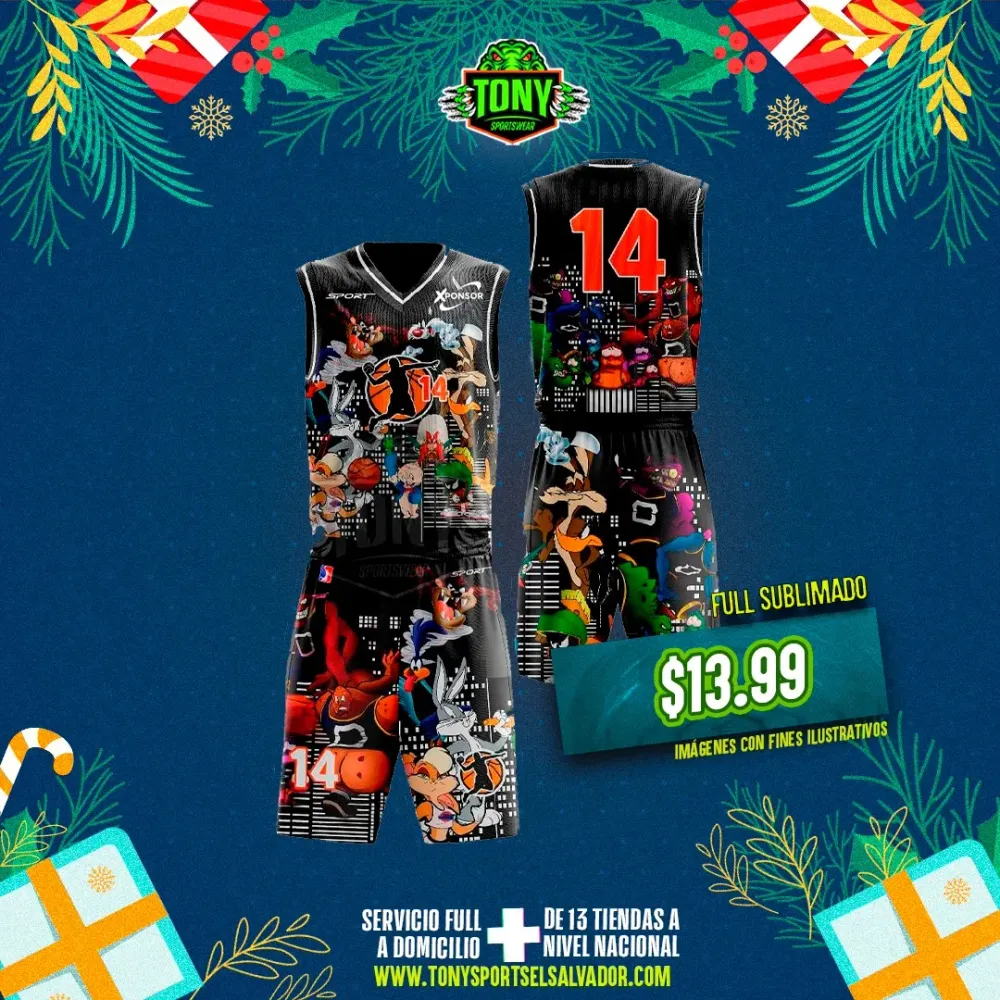 TONY
SPORTSWEAR
14
SPORT
XPONSOR
14
SPORTSWEAR
SPORT
14
FULL SUBLIMADO
$13.99
IMÁGENES CON FINES ILUSTRATIVOS
SERVICIO FULL
A DOMICILIO
+
DE 13 TIENDAS A
NIVEL NACIONAL
WWW.TONYSPORTSELSALVADOR.COM